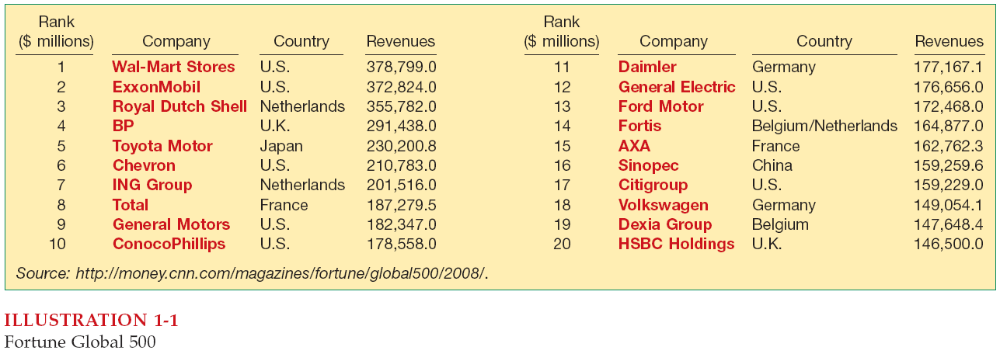 Rank Rank
($ millions) Company Country Revenues ($ millions) Company Country Revenues
1 Wal-Mart Stores U.S. 378,799.0 11 Daimler Germany 177,167.1
2 ExxonMobil U.S. 372,824.0 12 General Electric U.S. 176,656.0
3 Royal Dutch Shell Netherlands 355,782.0 13 Ford Motor U.S. 172,468.0
4 BP U.K. 291,438.0 14 Fortis Belgium/Netherlands 164,877.0
5 Toyota Motor Japan 230,200.8 15 AXA France 162,762.3
6 Chevron U.S. 210,783.0 16 Sinopec China 159,259.6
7 ING Group Netherlands 201,516.0 17 Citigroup U.S. 159,229.0
8 Total France 187,279.5 18 Volkswagen Germany 149,054.1
9 General Motors U.S. 182,347.0 19 Dexia Group Belgium 147,648.4
10 ConocoPhillips U.S. 178,558.0 20 HSBC Holdings U.K. 146,500.0
Source: http://money.cnn.com/magazines/fortune/global500/2008/.
ILLUSTRATION 1-1
Fortune Global 500